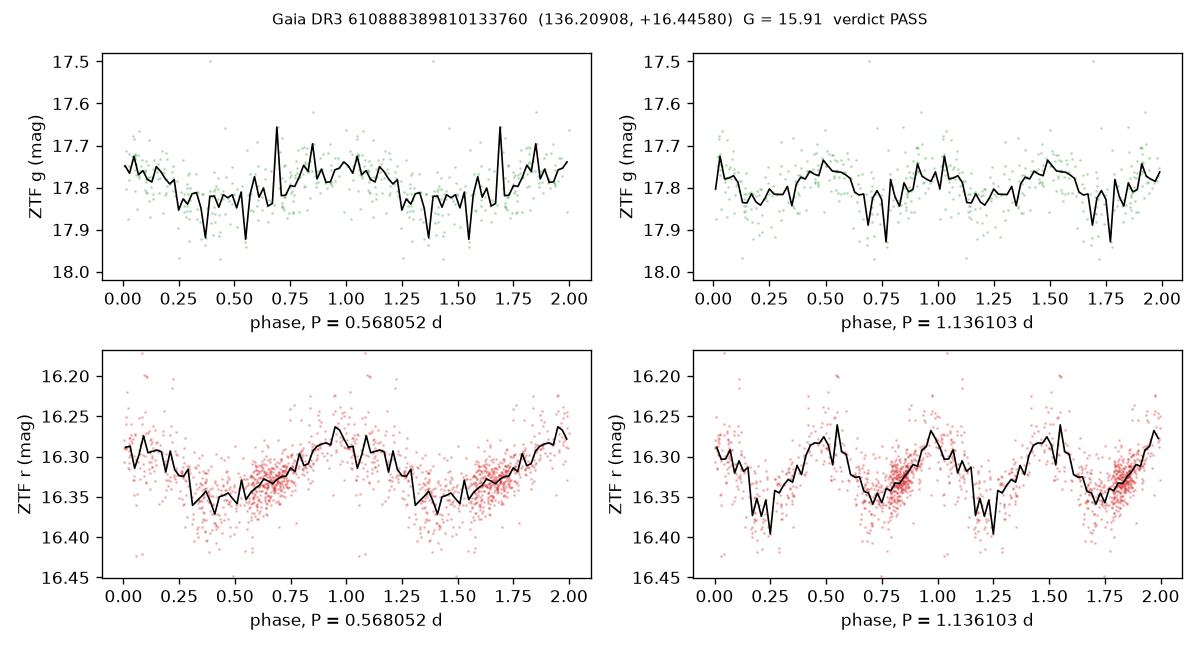 Gaia DR3 610888389810133760 (136.20908, +16.44580) G = 15.91 verdict PASS
17.5
17.6
17.7
17.8
17.9
18.0
ZTF g (mag)
0.00 0.25 0.50 0.75 1.00 1.25 1.50 1.75 2.00
phase, P = 0.568052 d
17.5
17.6
17.7
17.8
17.9
18.0
ZTF g (mag)
0.00 0.25 0.50 0.75 1.00 1.25 1.50 1.75 2.00
phase, P = 1.136103 d
16.20
16.25
16.30
16.35
16.40
16.45
ZTF r (mag)
0.00 0.25 0.50 0.75 1.00 1.25 1.50 1.75 2.00
phase, P = 0.568052 d
16.20
16.25
16.30
16.35
16.40
16.45
ZTF r (mag)
0.00 0.25 0.50 0.75 1.00 1.25 1.50 1.75 2.00
phase, P = 1.136103 d